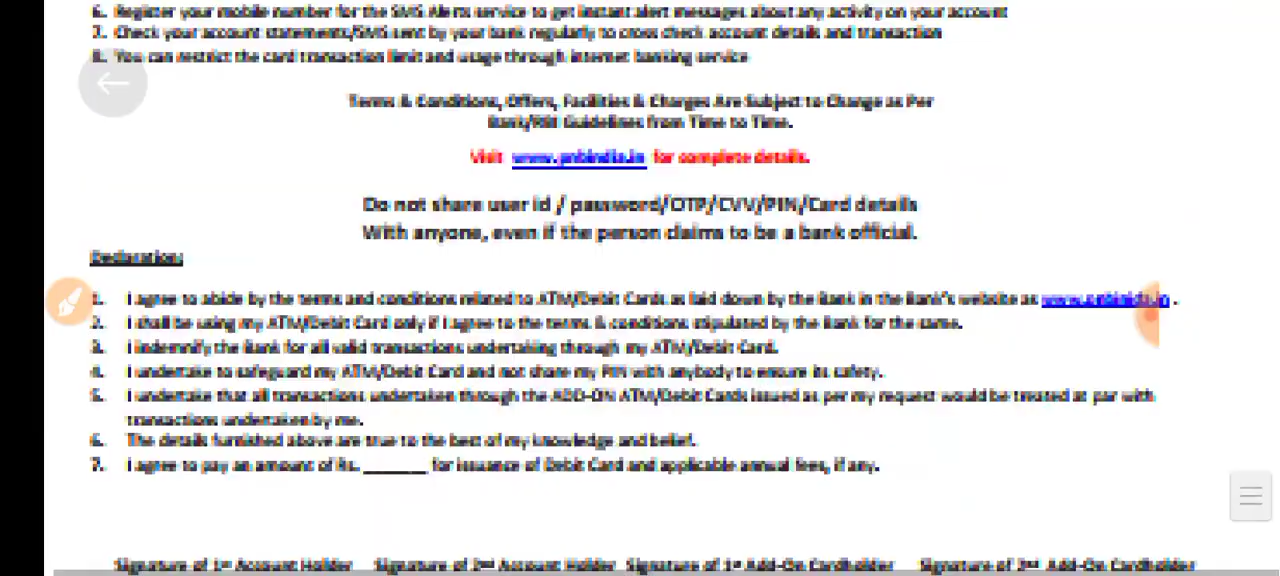 6. Register your mobile number for the SMS Alerts service to get instant alert messages about any activity on your account
7. Check your account statements/SMS sent by your bank regularly to cross check account details and transaction
8. You can restrict the card transaction limit and usage through internet banking service
Terms & Conditions, Offers, Facilities & Charges Are Subject to Change as Per
Bank/RBI Guidelines from Time to Time.
Visit www.pnbindia.in for complete details.
Do not share user id / password/OTP/CVV/PIN/Card details
With anyone, even if the person claims to be a bank official.
Declaration:
1. I agree to abide by the terms and conditions related to ATM/Debit Cards as laid down by the Bank in the Bank's website as www.pnbindia.in .
2. I shall be using my ATM/Debit Card only if I agree to the terms & conditions stipulated by the Bank for the same.
3. I indemnify the Bank for all valid transactions undertaking through my ATM/Debit Card.
4. I undertake to safeguard my ATM/Debit Card and not share my PIN with anybody to ensure its safety.
5. I undertake that all transactions undertaken through the ADD-ON ATM/Debit Cards issued as per my request would be treated at par with
transactions undertaken by me.
6. The details furnished above are true to the best of my knowledge and belief.
7. I agree to pay an amount of Rs. _______ for issuance of Debit Card and applicable annual fees, if any.
Signature of 1st Account Holder Signature of 2nd Account Holder Signature of 1st Add-On Cardholder Signature of 2nd Add-On Cardholder